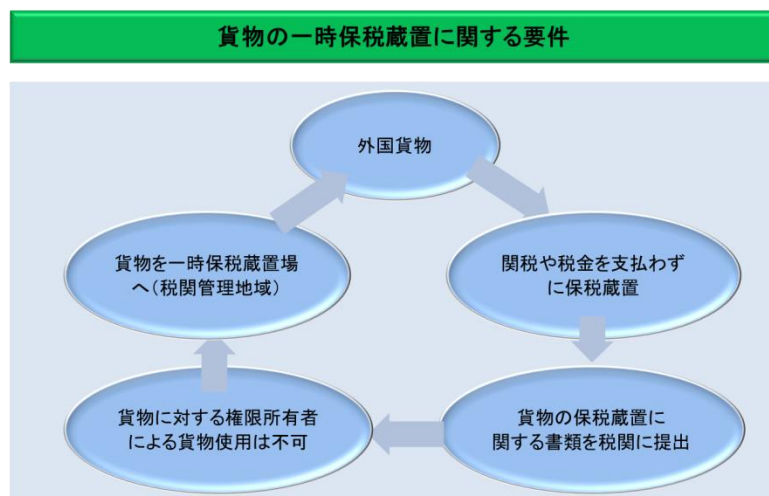 貨物の一時保税蔵置に関する要件
外国貨物
関税や税金を支払わず
に保税蔵置
貨物の保税蔵置に
関する書類を税関に提出
貨物に対する権限所有者
による貨物使用は不可
貨物を一時保税蔵置場
へ(税関管理地域)